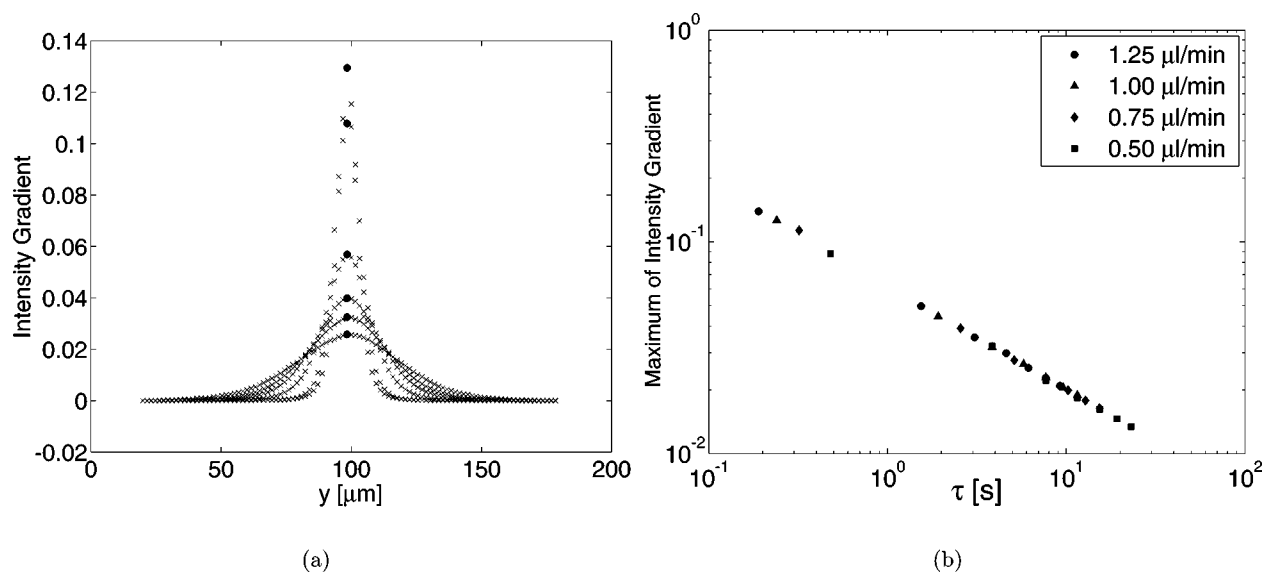 0.14
0.12
0.1
0.08
0.06
0.04
0.02
0
-0.02
Intensity Gradient
0
50
100
150
200
y [μm]
(a)
10^0
10^-1
10^-2
Maximum of Intensity Gradient
1.25 μl/min
1.00 μl/min
0.75 μl/min
0.50 μl/min
10^-1
10^0
10^1
10^2
τ [s]
(b)